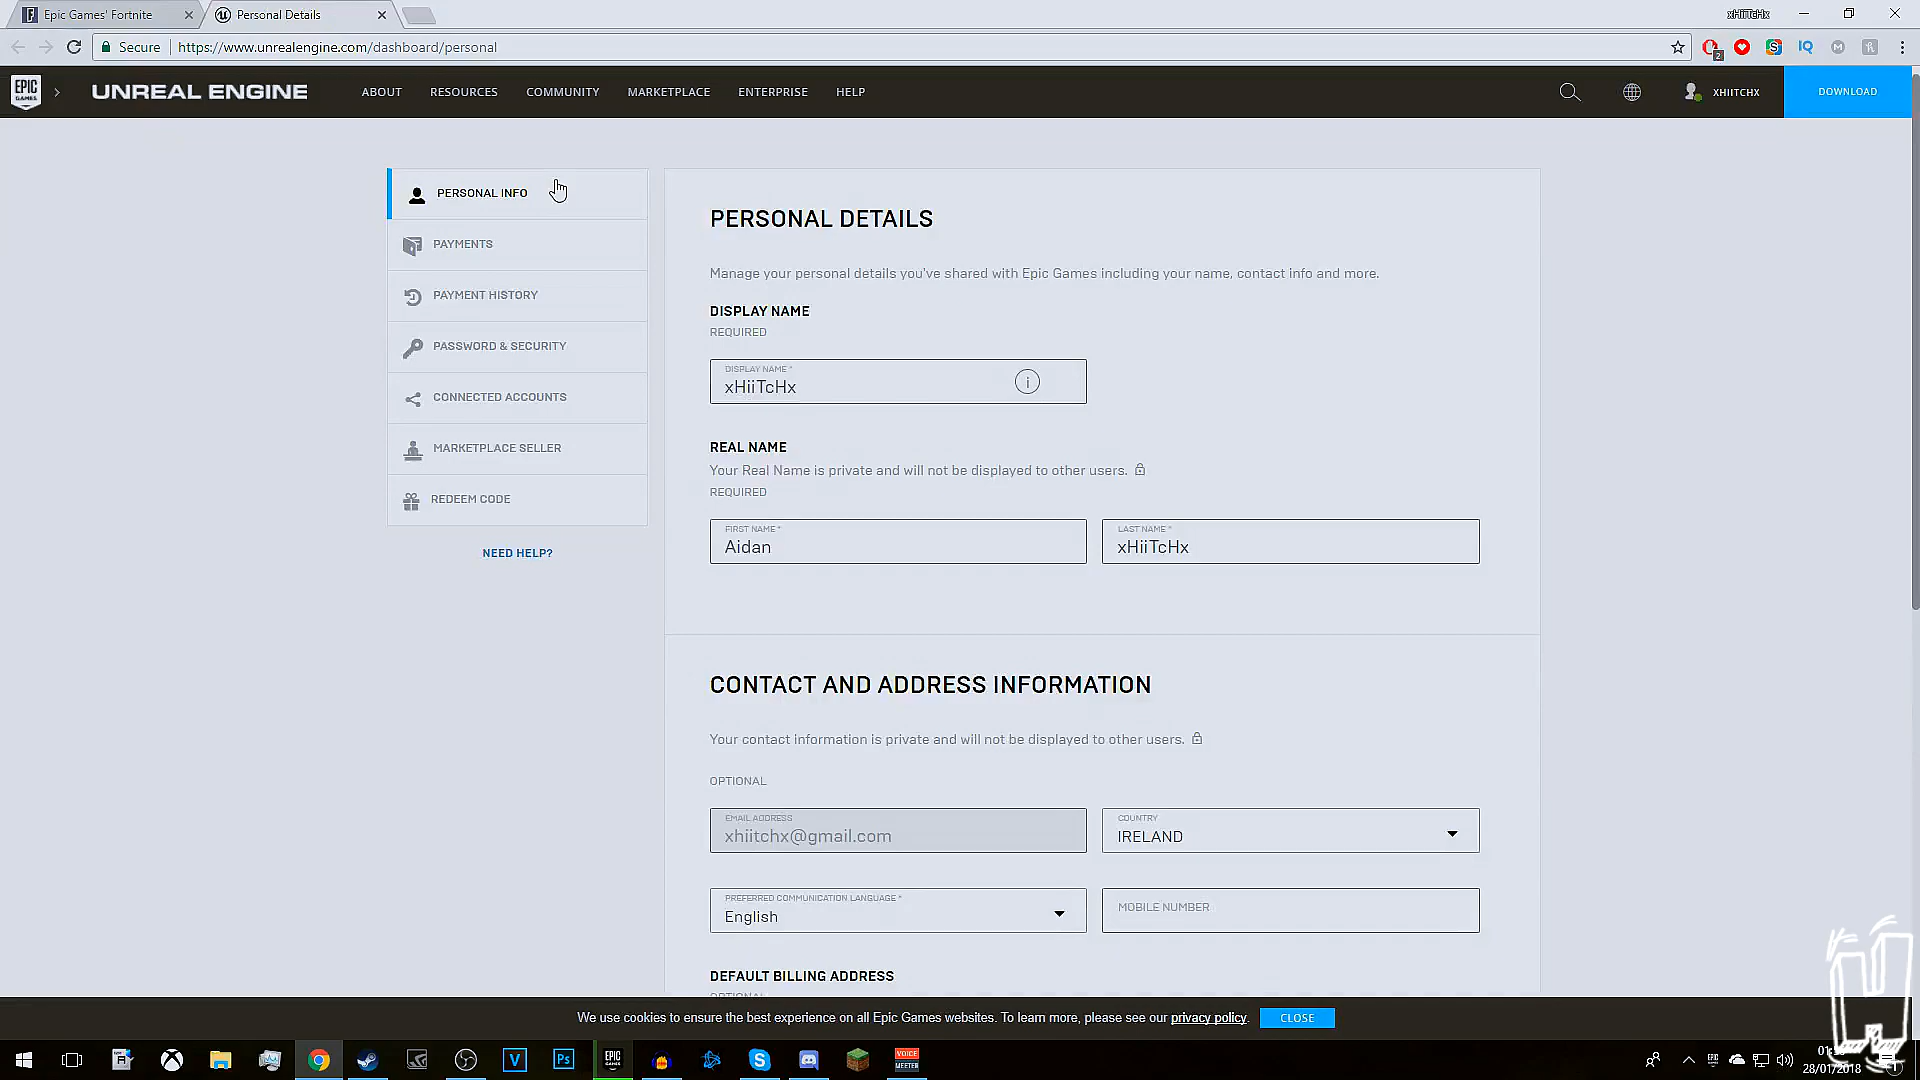 Epic Games' Fortnite
Personal Details
xHiiTcHx
Secure
https://www.unrealengine.com/dashboard/personal
EPIC GAMES
UNREAL ENGINE
ABOUT
RESOURCES
COMMUNITY
MARKETPLACE
ENTERPRISE
HELP
XHIITCHX
DOWNLOAD
PERSONAL INFO
PAYMENTS
PAYMENT HISTORY
PASSWORD & SECURITY
CONNECTED ACCOUNTS
MARKETPLACE SELLER
REDEEM CODE
NEED HELP?
PERSONAL DETAILS
Manage your personal details you've shared with Epic Games including your name, contact info and more.
DISPLAY NAME
REQUIRED
DISPLAY NAME *
xHiiTcHx
REAL NAME
Your Real Name is private and will not be displayed to other users.
REQUIRED
FIRST NAME *
Aidan
LAST NAME *
xHiiTcHx
CONTACT AND ADDRESS INFORMATION
Your contact information is private and will not be displayed to other users.
OPTIONAL
EMAIL ADDRESS
xhiitchx@gmail.com
COUNTRY
IRELAND
PREFERRED COMMUNICATION LANGUAGE *
English
MOBILE NUMBER
DEFAULT BILLING ADDRESS
OPTIONAL
We use cookies to ensure the best experience on all Epic Games websites. To learn more, please see our privacy policy.
CLOSE
VOICE MEETER
28/01/2018